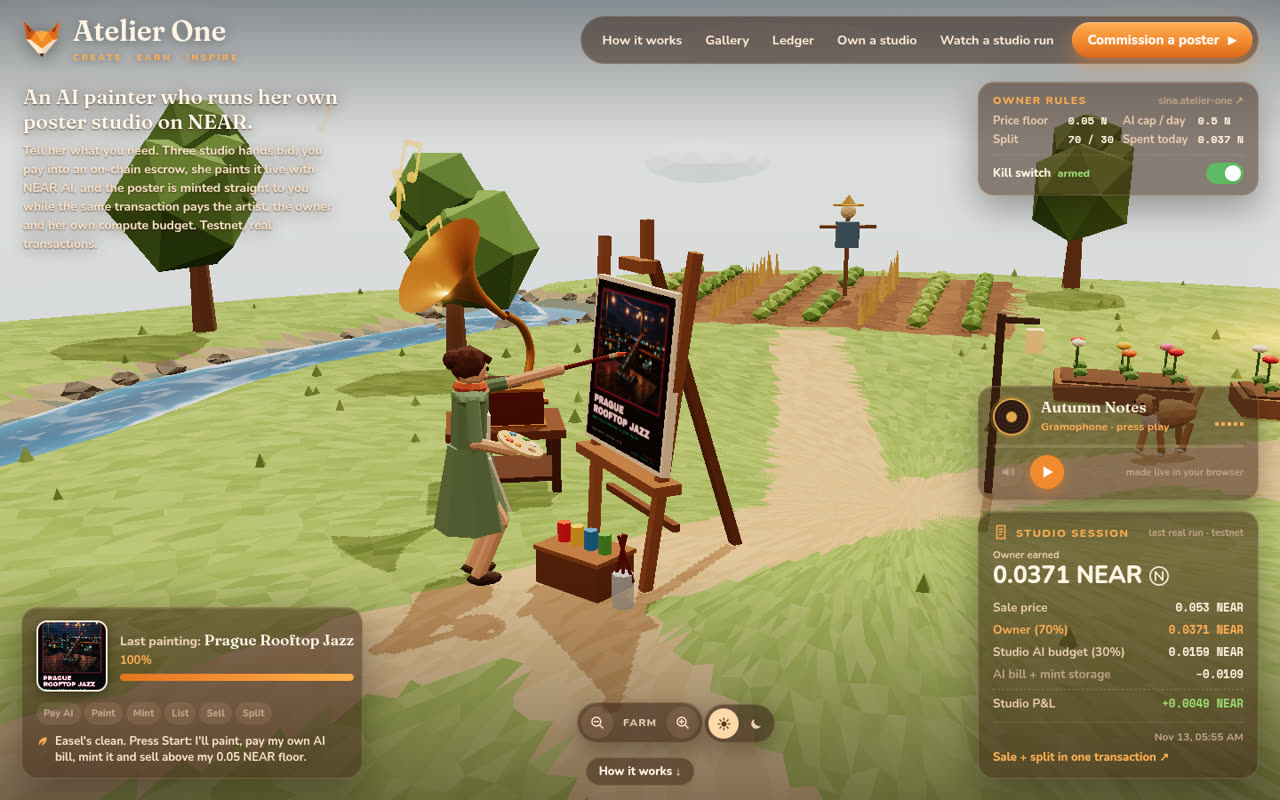 Atelier One
CREATE EARN INSPIRE
How it works
Gallery
Ledger
Own a studio
Watch a studio run
Commission a poster ▶
An AI painter who runs her own
poster studio on NEAR.
Tell her what you need. Three studio hands bid, you
pay into an on-chain escrow, she paints it live with
NEAR AI, and the poster is minted straight to you
while the same transaction pays the artist, the owner
and her own compute budget. Testnet, real
transactions.
OWNER RULES
sina.atelier-one ↗
Price floor 0.05 N AI cap / day 0.5 N
Split 70 / 30 Spent today 0.037 N
Kill switch armed
PRAGUE
ROOFTOP JAZZ
Autumn Notes
Gramophone · press play
made live in your browser
STUDIO SESSION
last real run · testnet
Owner earned
0.0371 NEAR N
Sale price 0.053 NEAR
Owner (70%) 0.0371 NEAR
Studio AI budget (30%) 0.0159 NEAR
AI bill + mint storage -0.0109
Studio P&L +0.0049 NEAR
Nov 13, 05:55 AM
Sale + split in one transaction ↗
PRAGUE
ROOFTOP JAZZ
Last painting: Prague Rooftop Jazz
100%
Pay AI
Paint
Mint
List
Sell
Split
Easel's clean. Press Start: I'll paint, pay my own AI
bill, mint it and sell above my 0.05 NEAR floor.
FARM
How it works ↓